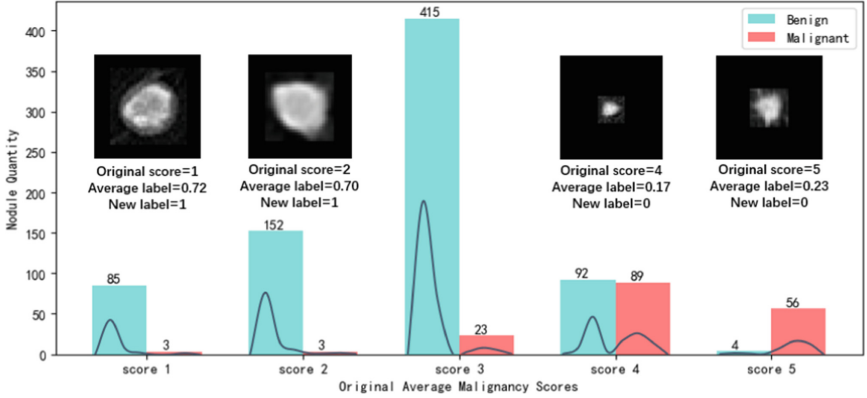 415
Benign
Malignant
400
350
300
250
200
150
100
50
0
Nodule Quantity
Original score=1
Average label=0.72
New label=1
Original score=2
Average label=0.70
New label=1
Original score=4
Average label=0.17
New label=0
Original score=5
Average label=0.23
New label=0
85
3
152
3
23
92
89
4
56
score 1
score 2
score 3
score 4
score 5
Original Average Malignancy Scores